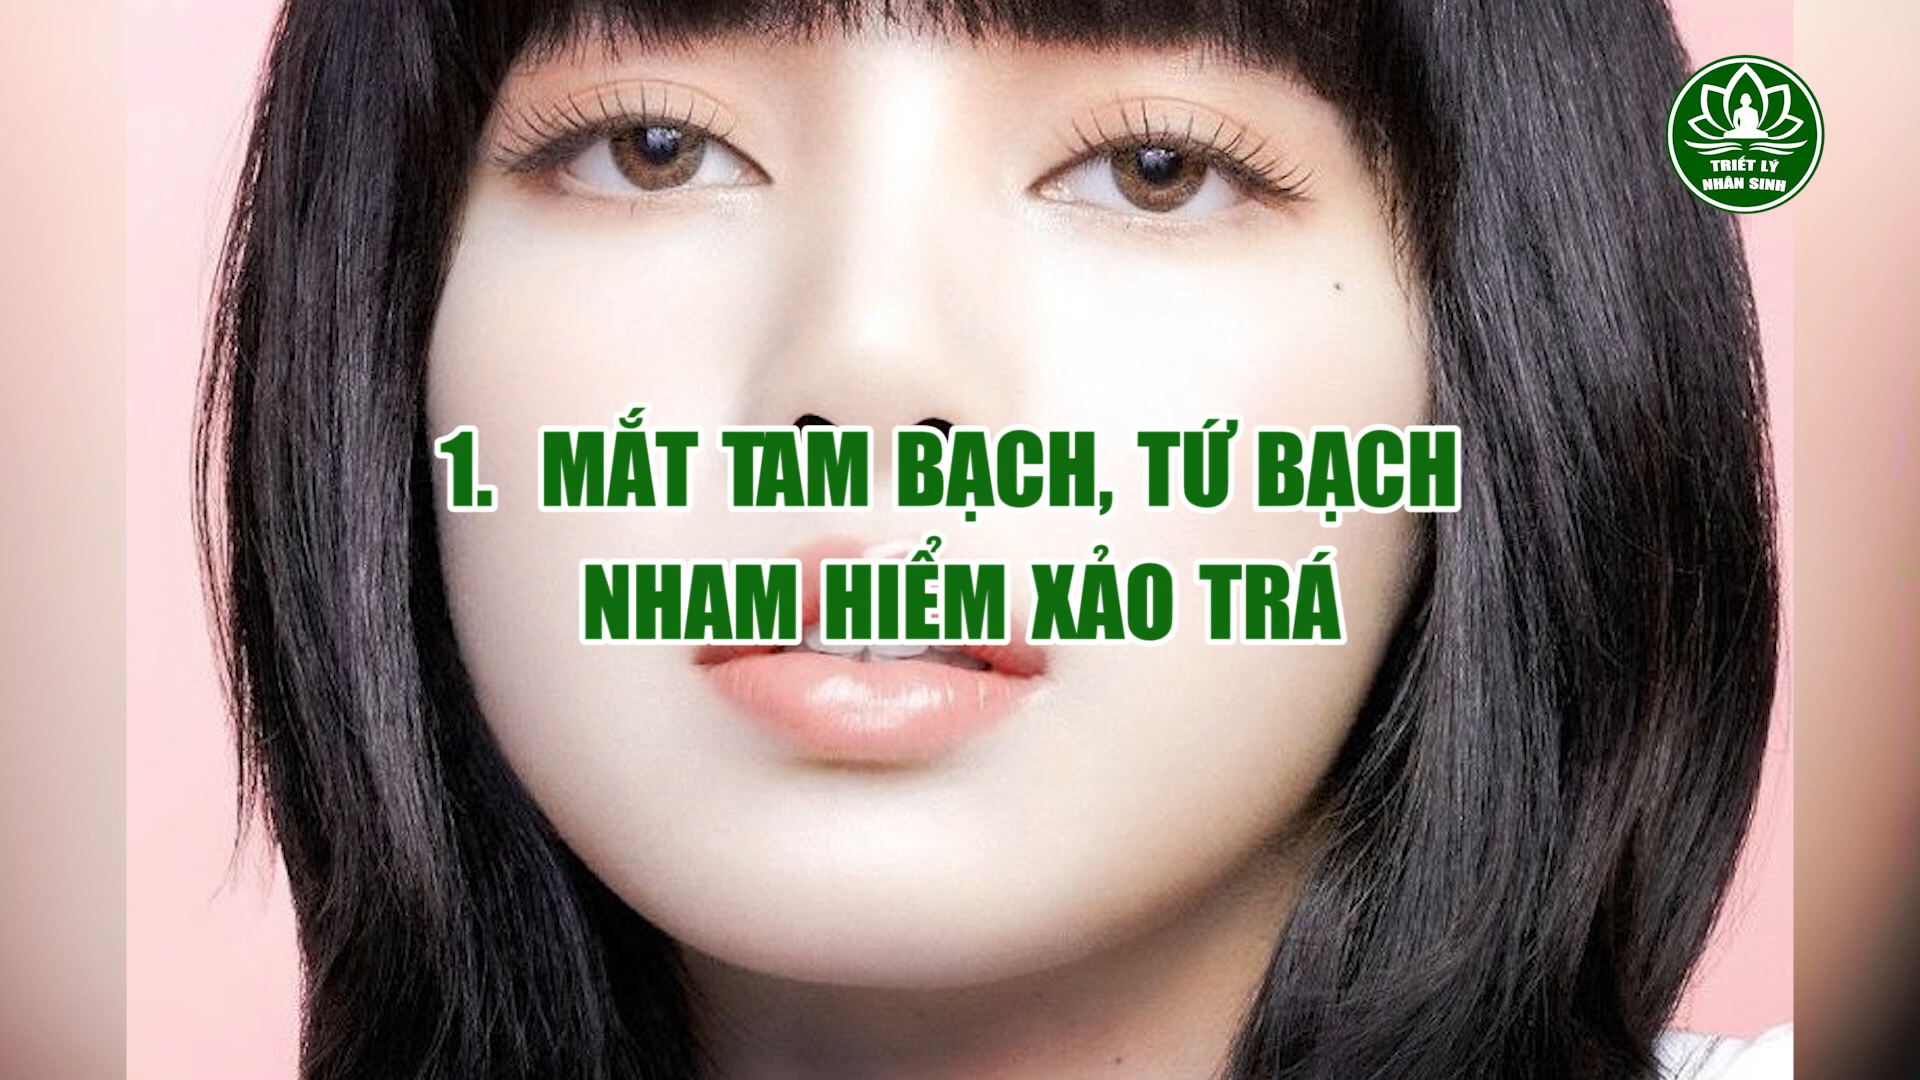 TRIẾT LÝ
NHÂN SINH
1. MẮT TAM BẠCH, TỨ BẠCH
NHAM HIỂM XẢO TRÁ